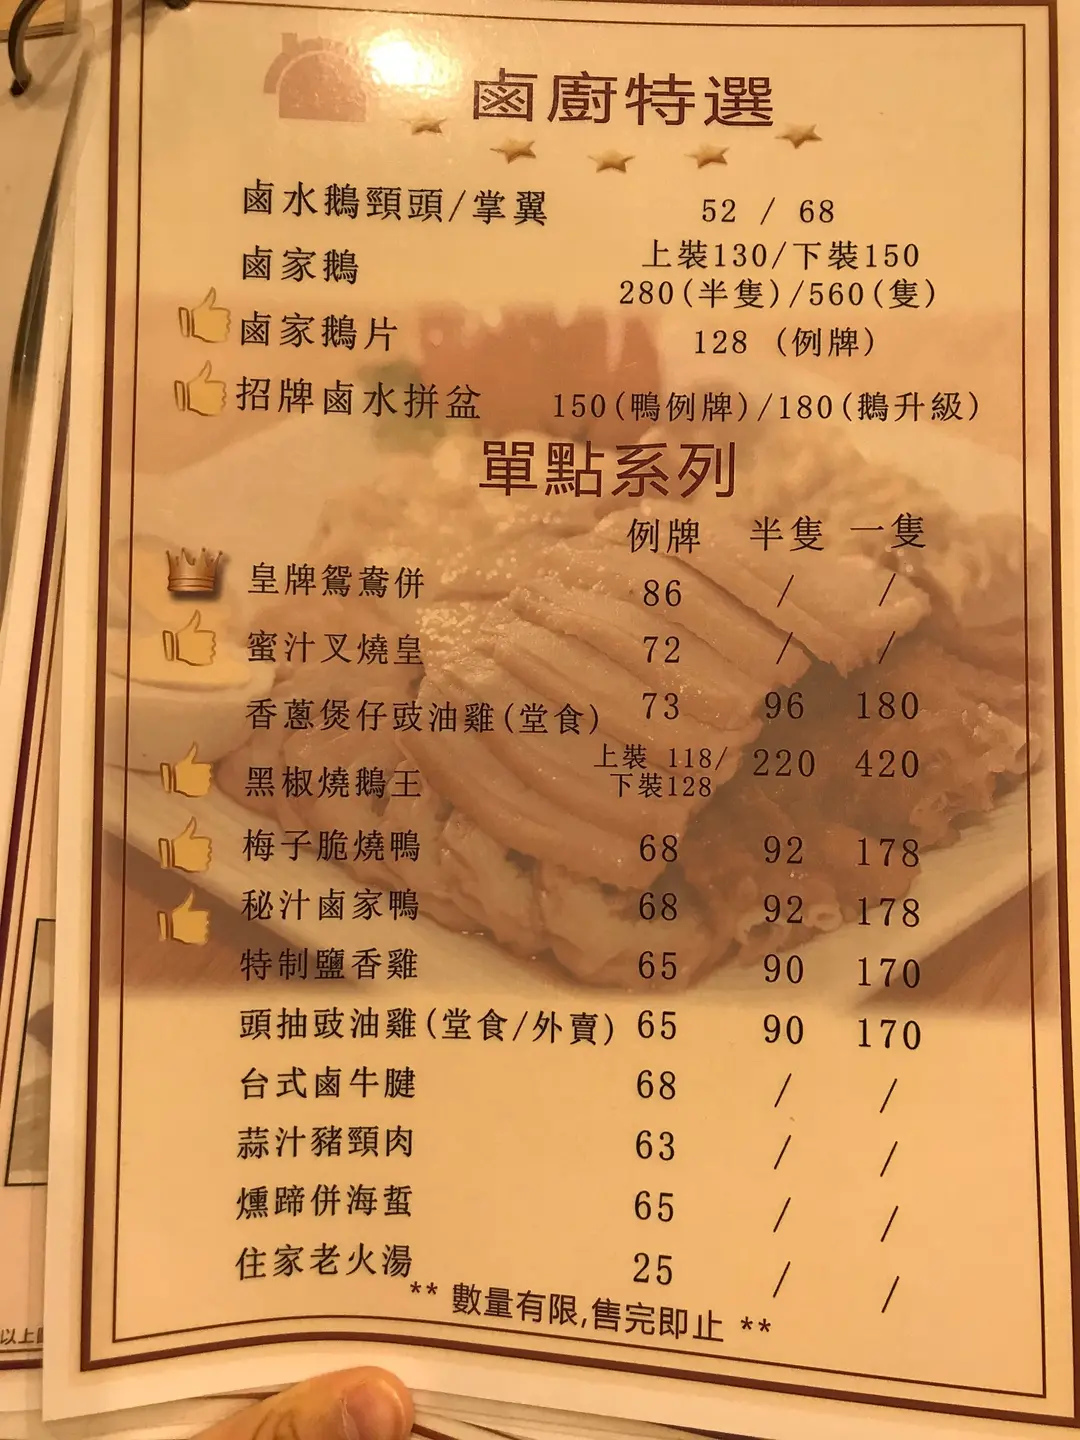 鹵廚特選
鹵水鵝頸頭/掌翼 52 / 68
鹵家鵝 上裝130/下裝150
280(半隻)/560(隻)
鹵家鵝片 128 (例牌)
招牌鹵水拼盆 150(鴨例牌)/180(鵝升級)
單點系列
例牌 半隻 一隻
皇牌鴛鴦併 86 / /
蜜汁叉燒皇 72 / /
香蔥煲仔豉油雞(堂食) 73 96 180
黑椒燒鵝王 上裝 118/下裝128 220 420
梅子脆燒鴨 68 92 178
秘汁鹵家鴨 68 92 178
特制鹽香雞 65 90 170
頭抽豉油雞(堂食/外賣) 65 90 170
台式鹵牛腱 68 / /
蒜汁豬頸肉 63 / /
燻蹄併海蜇 65 / /
住家老火湯 25 / /
** 數量有限,售完即止 **
以上